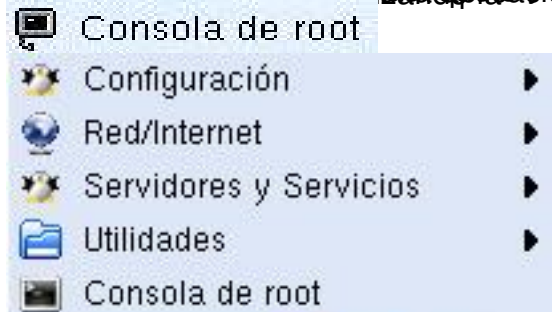 Consola de root
Configuración
Red/Internet
Servidores y Servicios
Utilidades
Consola de root